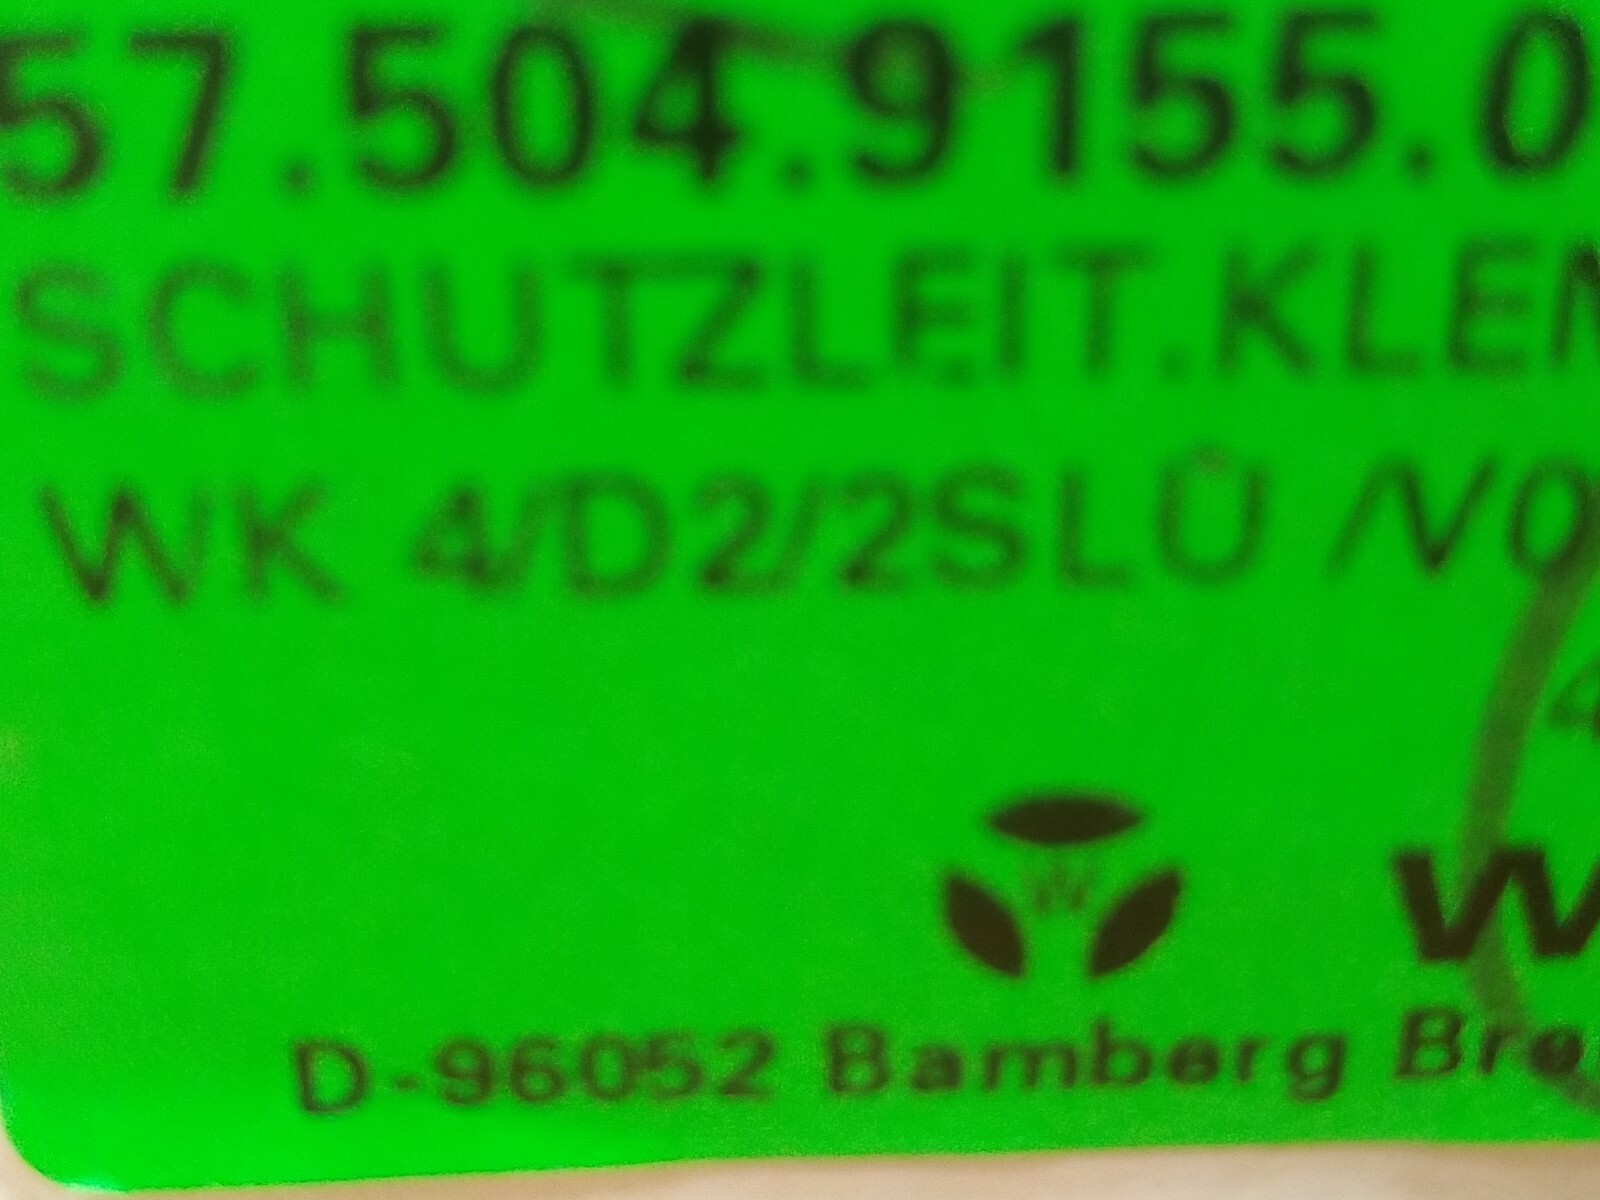 57.504.9155.0
SCHUTZLEIT.KLEM
WK 4/D2/2SLÜ /V0
4
W
W
D-96052 Bamberg Bre